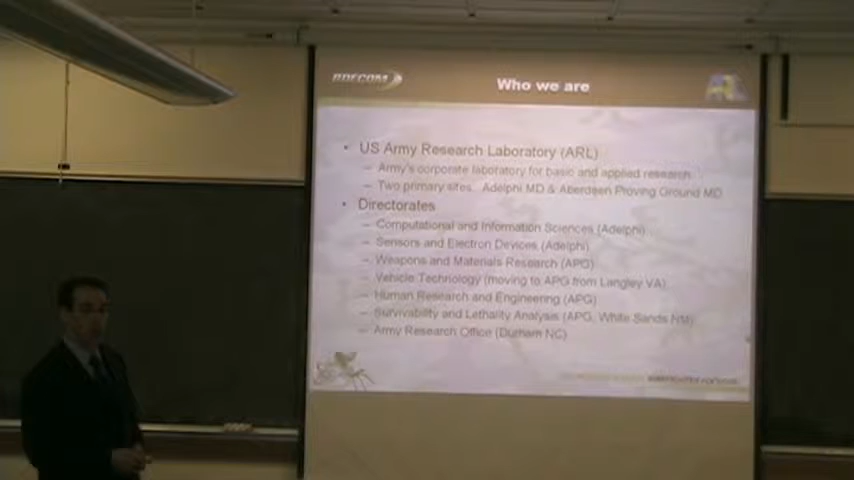 RDECOM
Who we are
• US Army Research Laboratory (ARL)
– Army's corporate laboratory for basic and applied research
– Two primary sites: Adelphi MD & Aberdeen Proving Ground MD
• Directorates
– Computational and Information Sciences (Adelphi)
– Sensors and Electron Devices (Adelphi)
– Weapons and Materials Research (APG)
– Vehicle Technology (moving to APG from Langley VA)
– Human Research and Engineering (APG)
– Survivability and Lethality Analysis (APG, White Sands NM)
– Army Research Office (Durham NC)